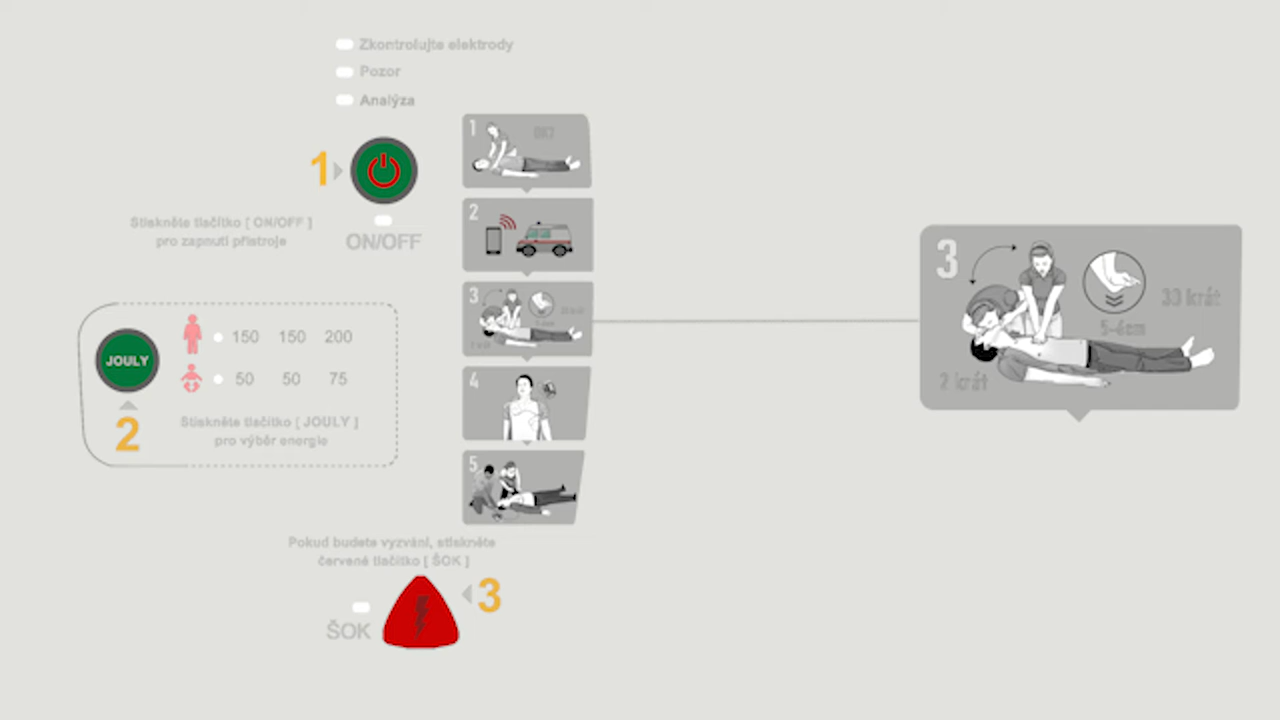 Zkontrolujte elektrody
Pozor
Analýza
1
ON/OFF
Stiskněte tlačítko [ ON/OFF ]
pro zapnutí přístroje
JOULY
150 150 200
50 50 75
2
Stiskněte tlačítko [ JOULY ]
pro výběr energie
1
2
3
4
5
Pokud budete vyzváni, stiskněte
červené tlačítko [ ŠOK ]
3
ŠOK
3
33 krát
5-6cm
2 krát